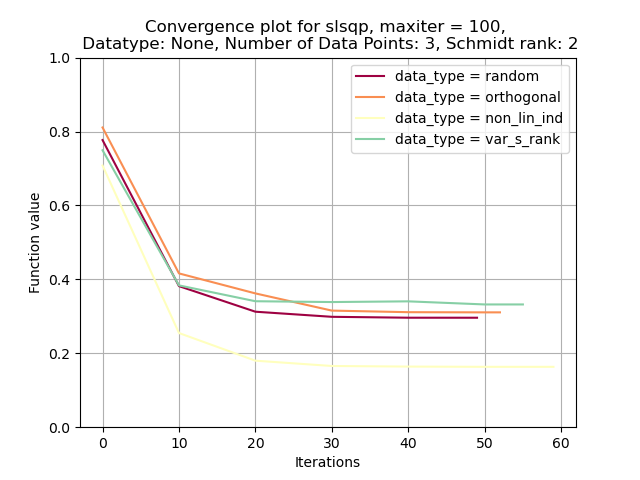 Convergence plot for slsqp, maxiter = 100,
Datatype: None, Number of Data Points: 3, Schmidt rank: 2
data_type = random
data_type = orthogonal
data_type = non_lin_ind
data_type = var_s_rank
1.0
0.8
0.6
0.4
0.2
0.0
Function value
0 10 20 30 40 50 60
Iterations